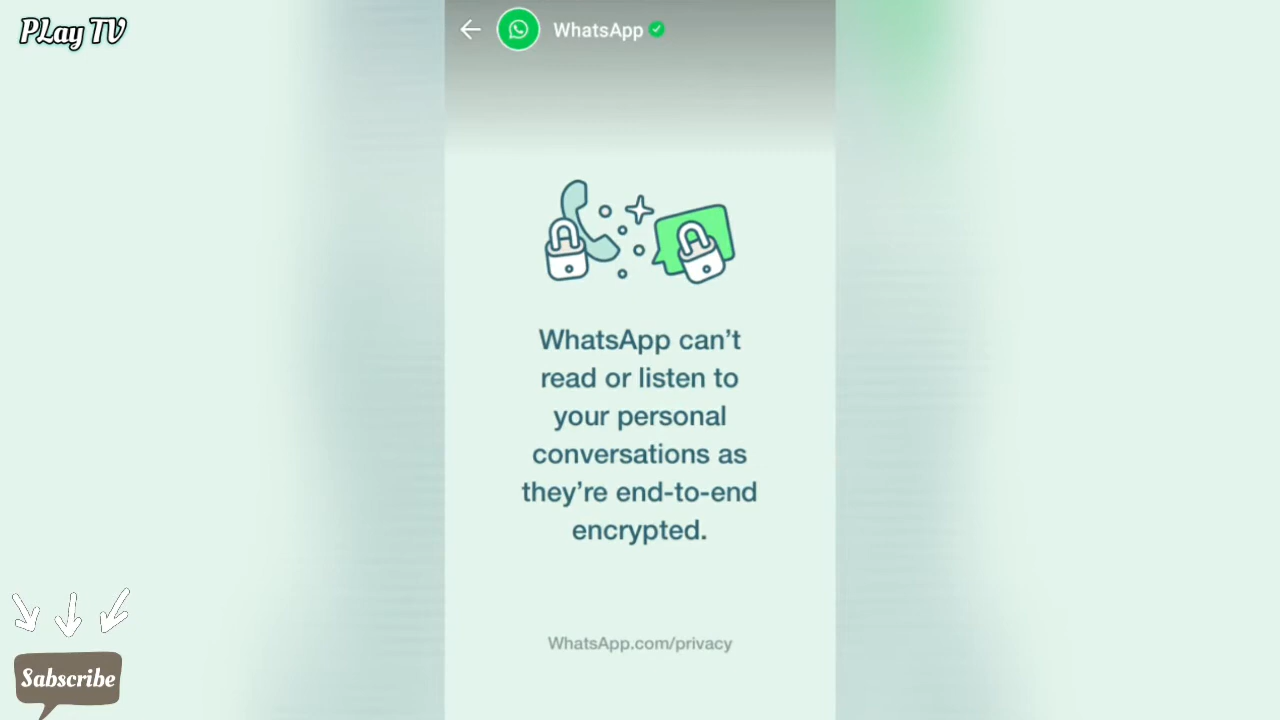 PLay TV
WhatsApp
WhatsApp can't
read or listen to
your personal
conversations as
they're end-to-end
encrypted.
WhatsApp.com/privacy
Sabscribe